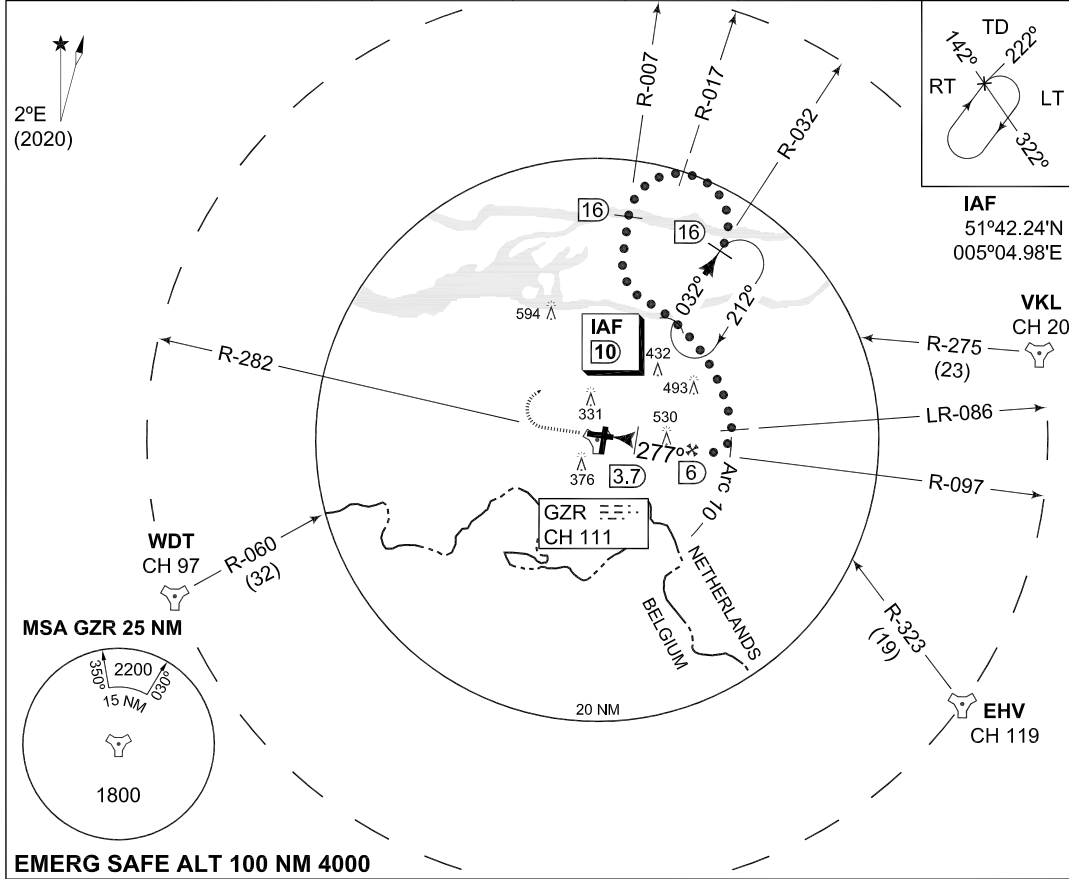 2ºE
(2020)
R-007
R-017
R-032
TD
142º
222º
RT
LT
322º
IAF
51º42.24'N
005º04.98'E
16
16
032º
212º
594
IAF
10
432
493
331
530
376
277º
3.7
6
Arc 10
R-282
VKL
CH 20
R-275
(23)
LR-086
R-097
GZR
CH 111
WDT
CH 97
R-060
(32)
NETHERLANDS
BELGIUM
R-323
(19)
EHV
CH 119
20 NM
MSA GZR 25 NM
350º
2200
030º
15 NM
1800
EMERG SAFE ALT 100 NM 4000